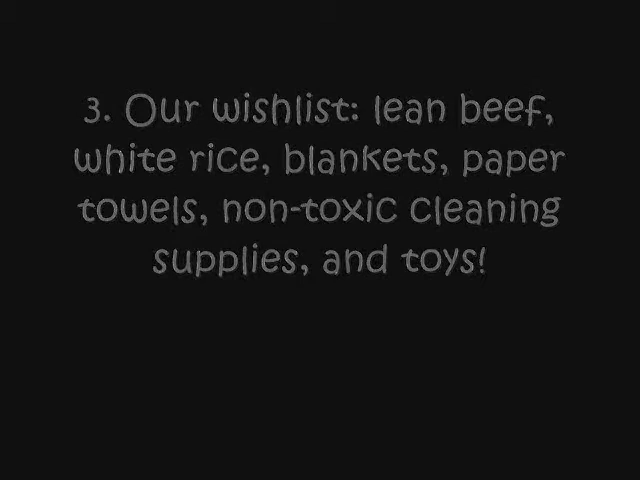 3. Our wishlist: lean beef,
white rice, blankets, paper
towels, non-toxic cleaning
supplies, and toys!